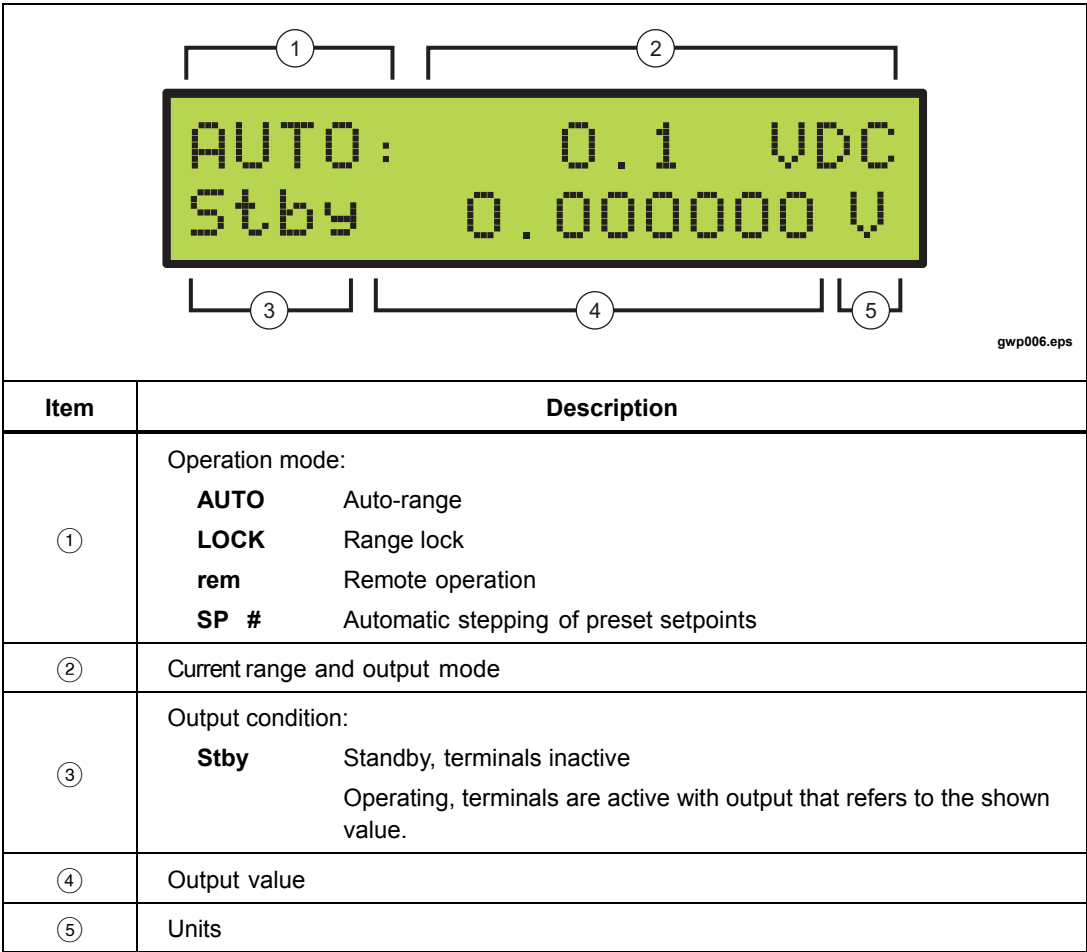 1 2
AUTO: 0.1 VDC
Stby 0.000000 V
3 4 5
gwp006.eps
Item Description
1 Operation mode:
AUTO Auto-range
LOCK Range lock
rem Remote operation
SP # Automatic stepping of preset setpoints
2 Current range and output mode
3 Output condition:
Stby Standby, terminals inactive
Operating, terminals are active with output that refers to the shown
value.
4 Output value
5 Units